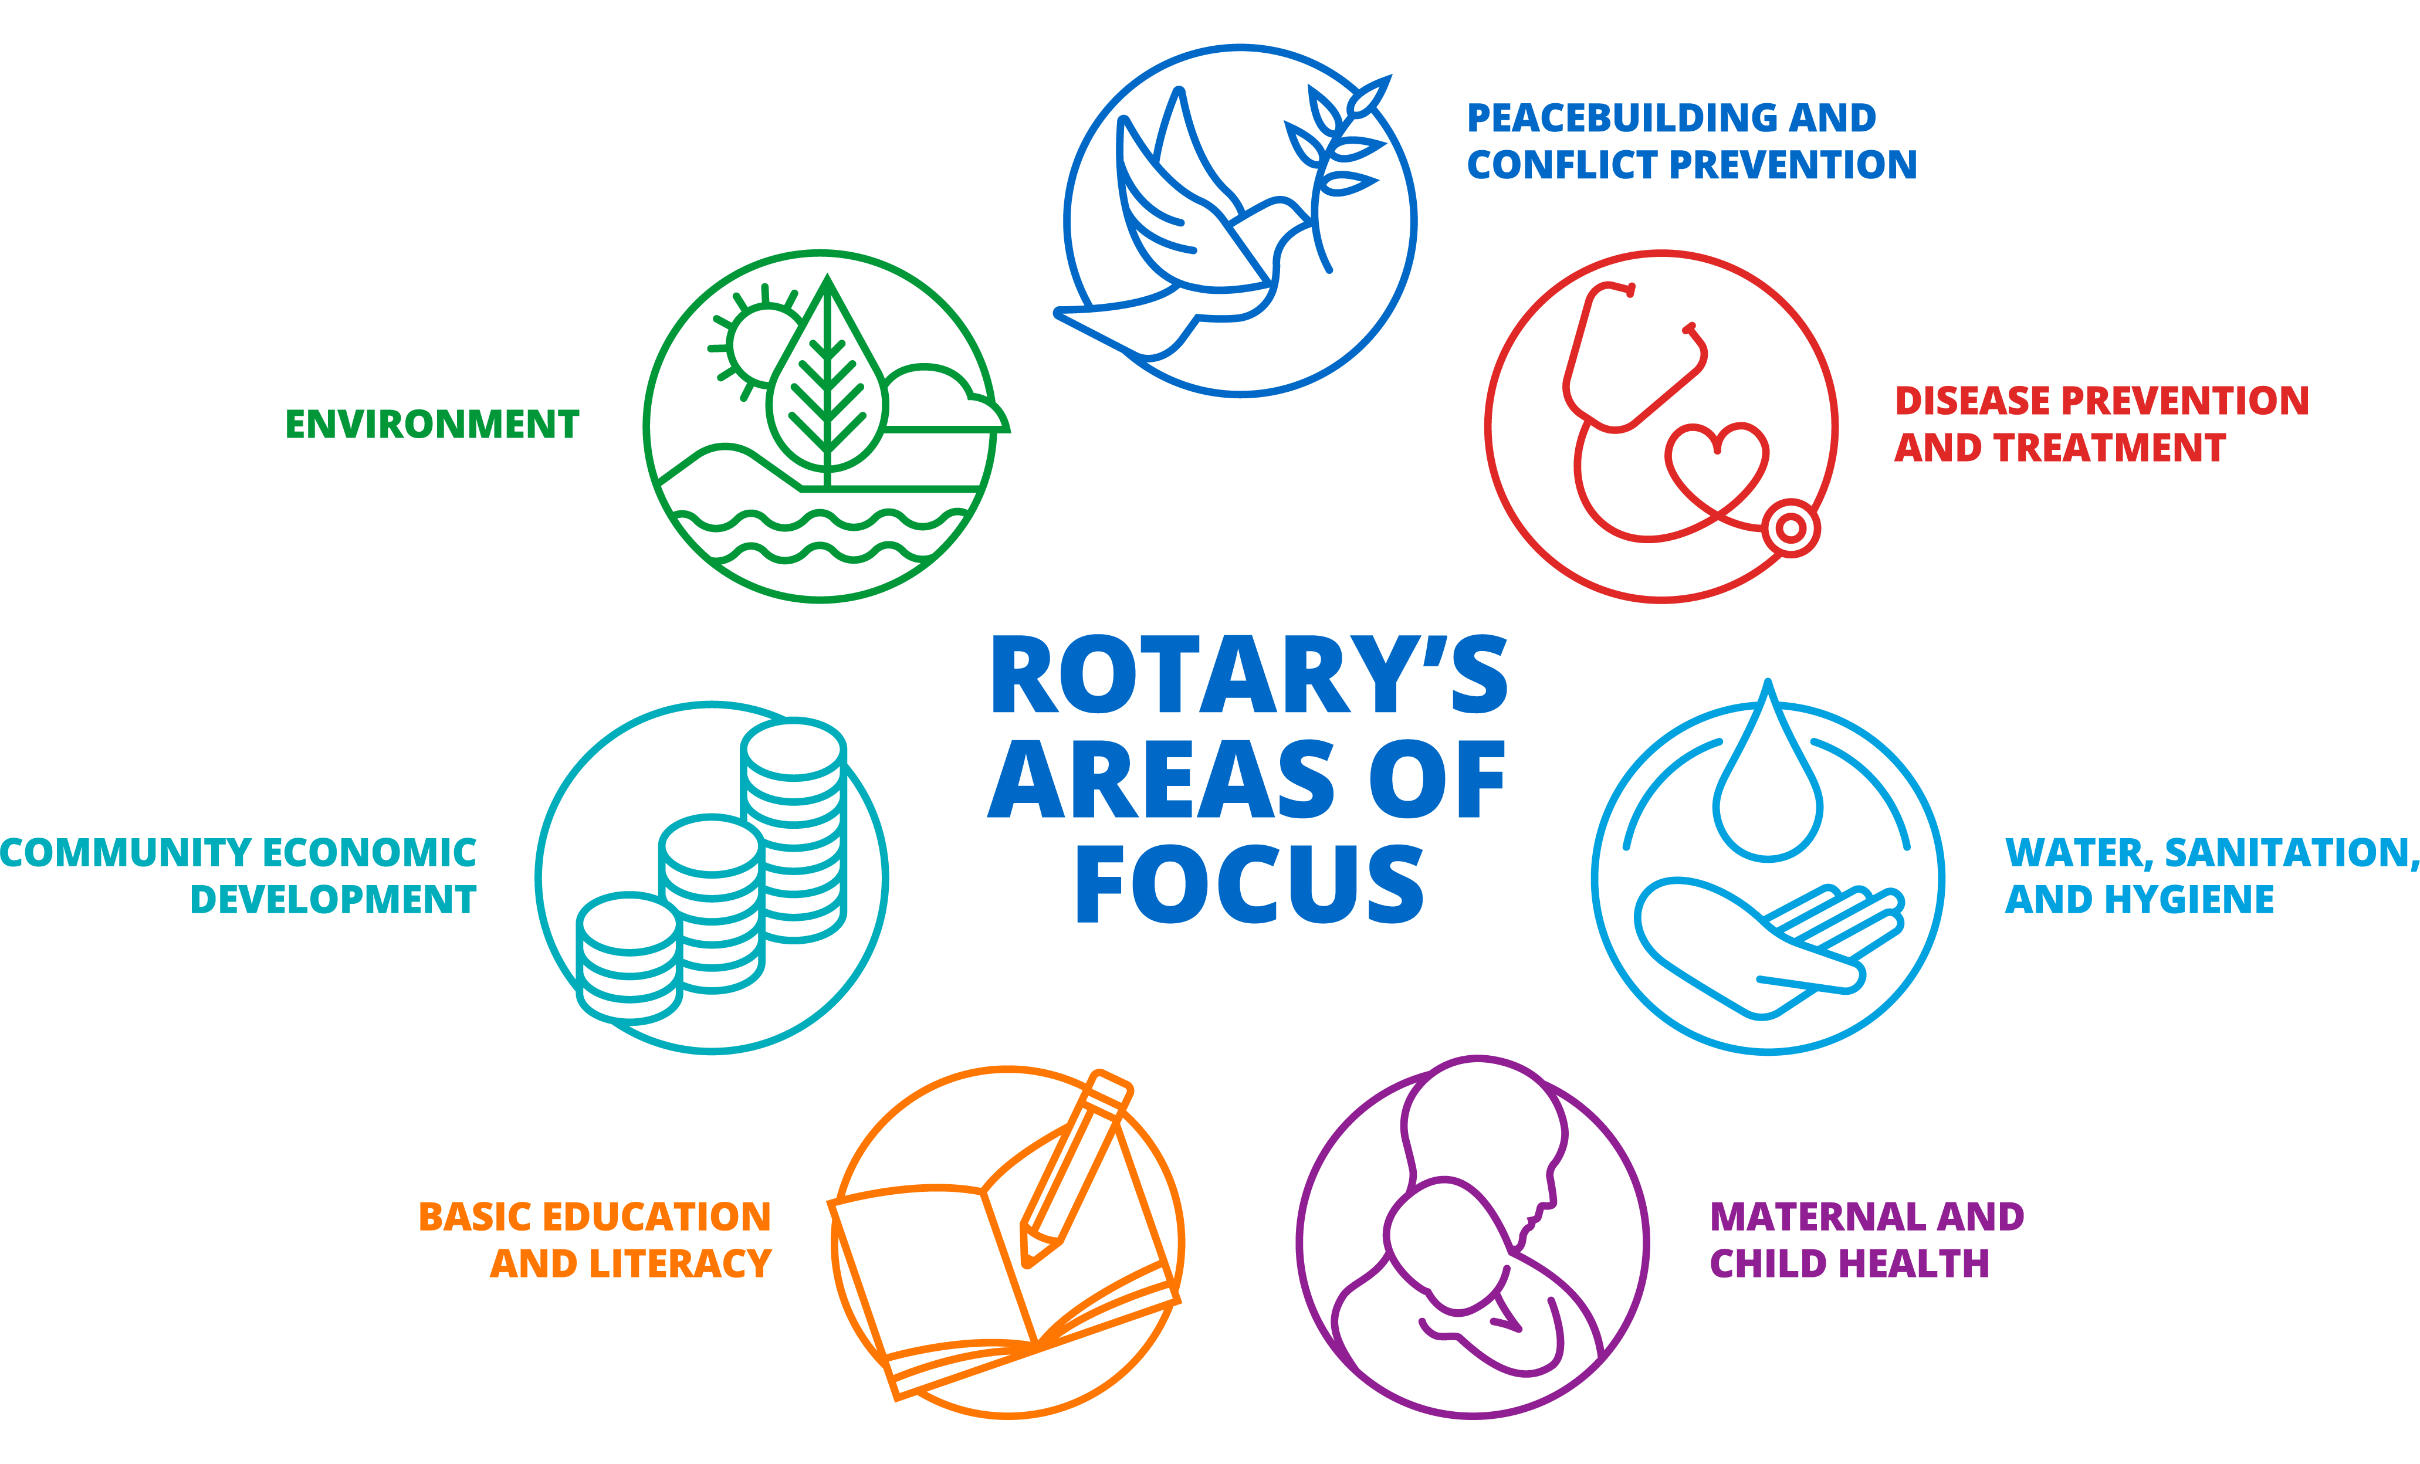 PEACEBUILDING AND
CONFLICT PREVENTION
DISEASE PREVENTION
AND TREATMENT
ENVIRONMENT
ROTARY’S
AREAS OF
FOCUS
COMMUNITY ECONOMIC
DEVELOPMENT
WATER, SANITATION,
AND HYGIENE
BASIC EDUCATION
AND LITERACY
MATERNAL AND
CHILD HEALTH